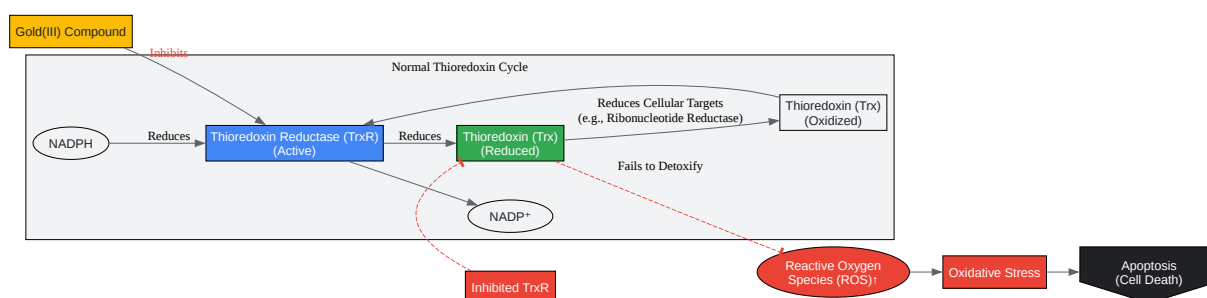 Gold(III) Compound
Inhibits
Normal Thioredoxin Cycle
NADPH
Reduces
Thioredoxin Reductase (TrxR)
(Active)
Reduces
Thioredoxin (Trx)
(Reduced)
Reduces Cellular Targets
(e.g., Ribonucleotide Reductase)
Thioredoxin (Trx)
(Oxidized)
Fails to Detoxify
NADP⁺
Inhibited TrxR
Reactive Oxygen
Species (ROS)↑
Oxidative Stress
Apoptosis
(Cell Death)